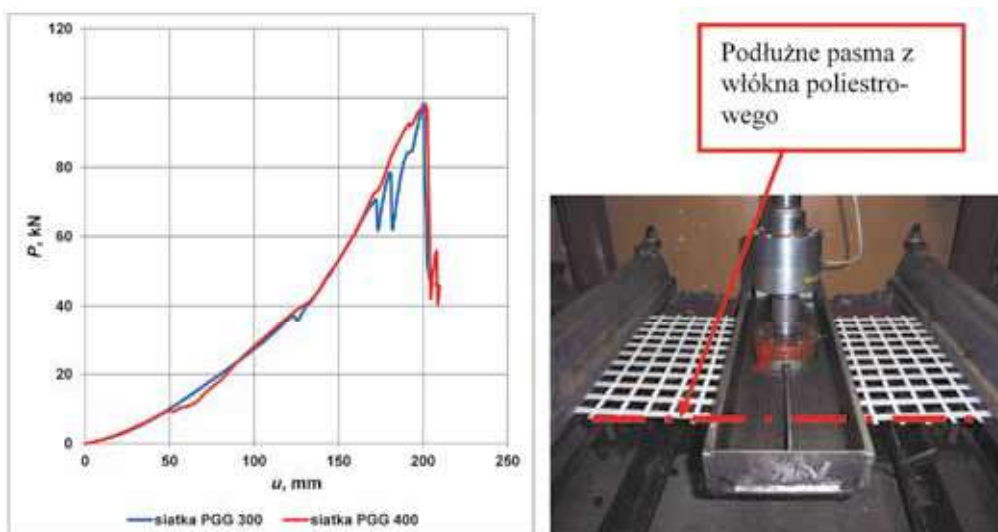 120
100
80
60
40
20
0
P, kN
0 50 100 150 200 250
u, mm
siatka PGG 300 siatka PGG 400
Podłużne pasma z
włókna poliestro-
wego